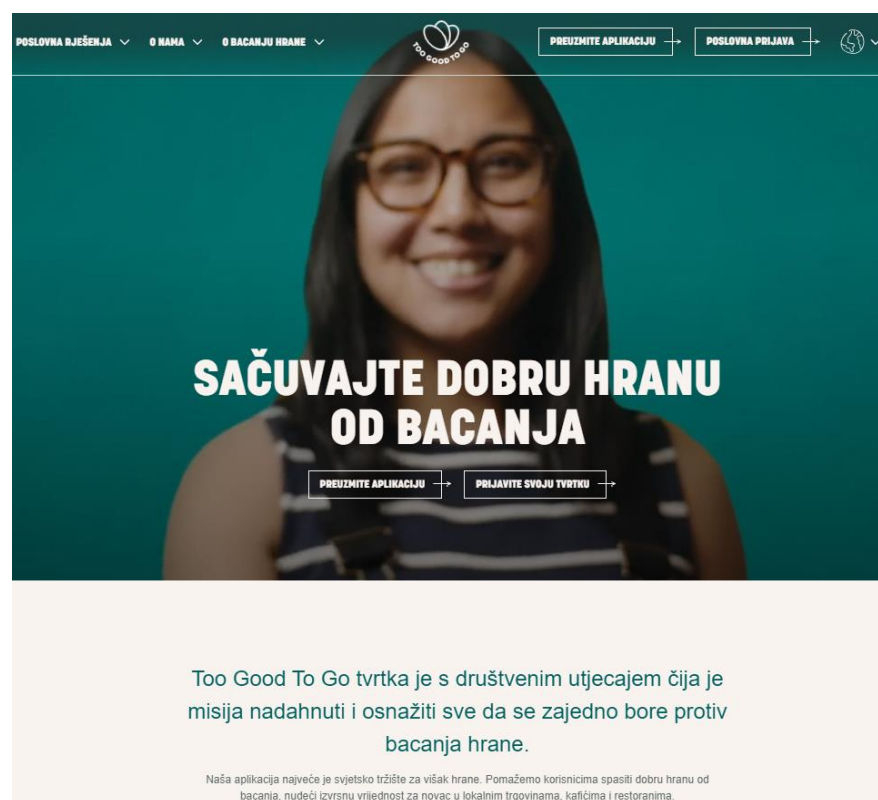 POSLOVNA RJEŠENJA
O NAMA
O BACANJU HRANE
TOO GOOD TO GO
PREUZMITE APLIKACIJU
POSLOVNA PRIJAVA
SAČUVAJTE DOBRU HRANU
OD BACANJA
PREUZMITE APLIKACIJU
PRIJAVITE SVOJU TVRTKU
Too Good To Go tvrtka je s društvenim utjecajem čija je
misija nadahnuti i osnažiti sve da se zajedno bore protiv
bacanja hrane.
Naša aplikacija najveće je svjetsko tržište za višak hrane. Pomažemo korisnicima spasiti dobru hranu od
bacanja, nudeći izvrsnu vrijednost za novac u lokalnim trgovinama, kafićima i restoranima.